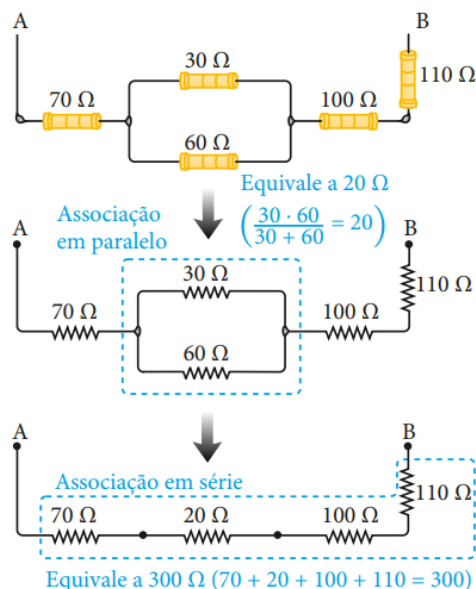 A
B
30 Ω
110 Ω
70 Ω
100 Ω
60 Ω
Equivale a 20 Ω
(30 · 60 / 30 + 60 = 20)
Associação
em paralelo
A
B
30 Ω
110 Ω
70 Ω
100 Ω
60 Ω
A
B
Associação em série
110 Ω
70 Ω
20 Ω
100 Ω
Equivale a 300 Ω (70 + 20 + 100 + 110 = 300)